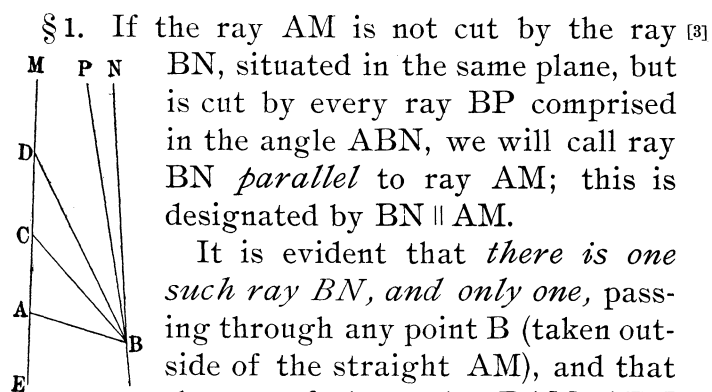 § 1. If the ray AM is not cut by the ray [3]
M P N BN, situated in the same plane, but
is cut by every ray BP comprised
in the angle ABN, we will call ray
D
BN parallel to ray AM; this is
designated by BN ∥ AM.
C
It is evident that there is one
such ray BN, and only one, pass-
A
ing through any point B (taken out-
B
side of the straight AM), and that
E